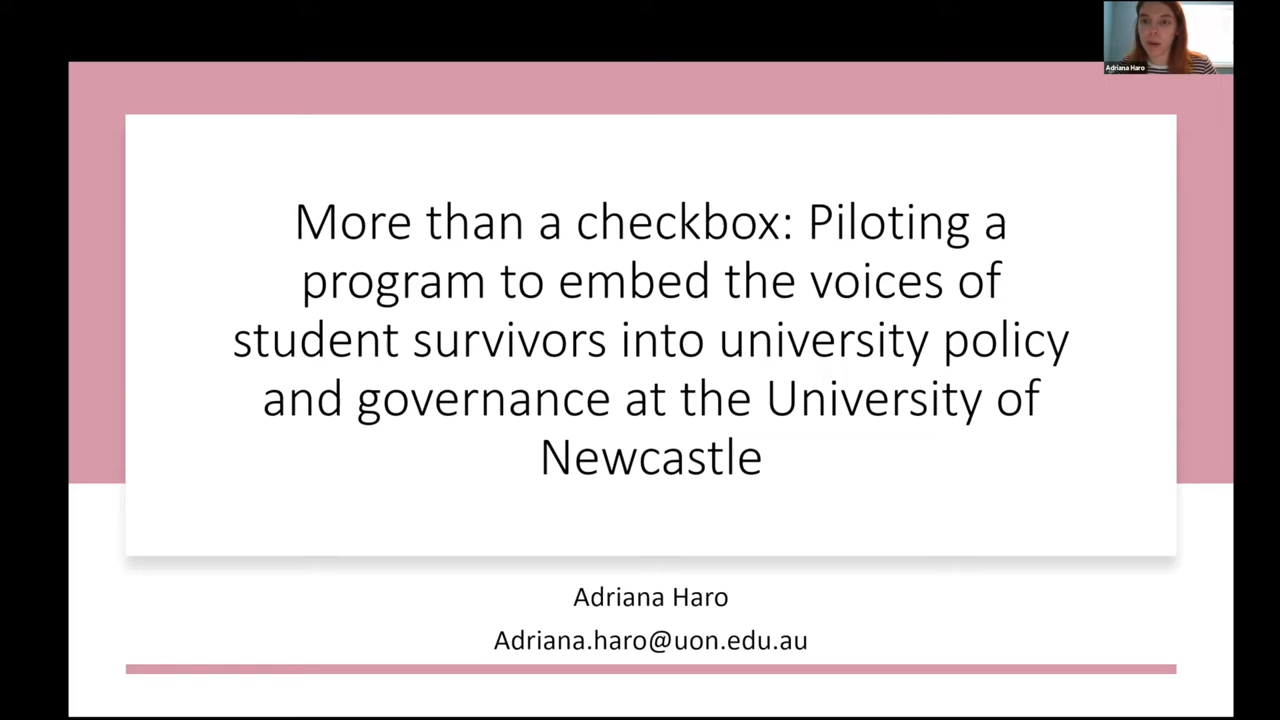 Adriana Haro
More than a checkbox: Piloting a
program to embed the voices of
student survivors into university policy
and governance at the University of
Newcastle
Adriana Haro
Adriana.haro@uon.edu.au